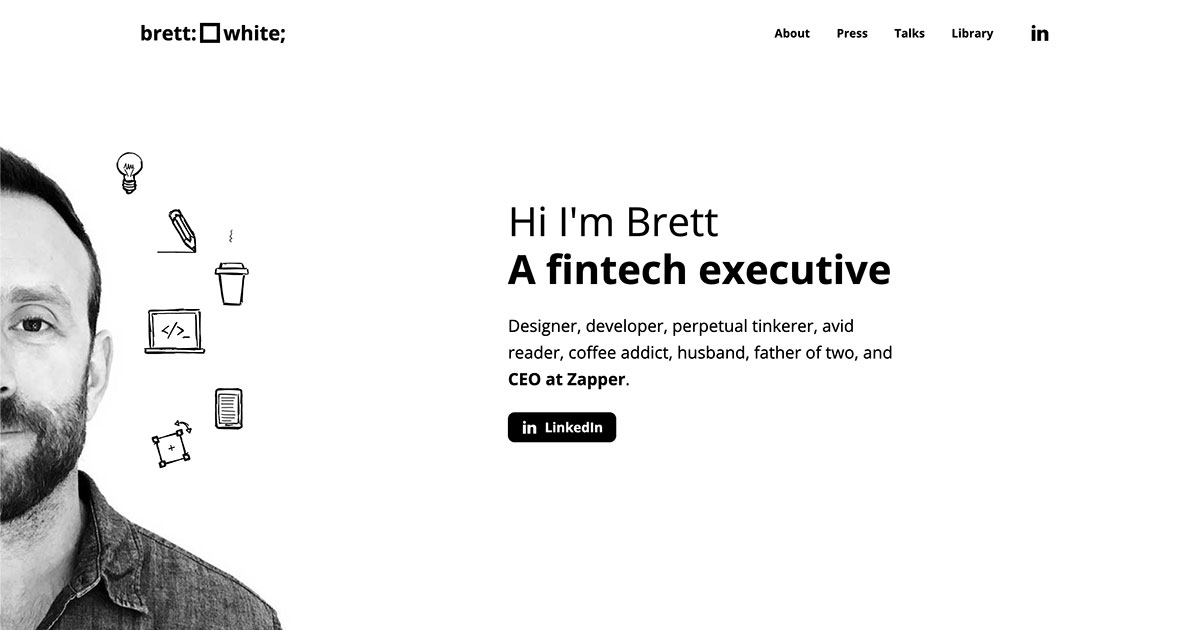 brett: white;
About Press Talks Library in
Hi I'm Brett
A fintech executive
Designer, developer, perpetual tinkerer, avid
reader, coffee addict, husband, father of two, and
CEO at Zapper.
in LinkedIn
</>_